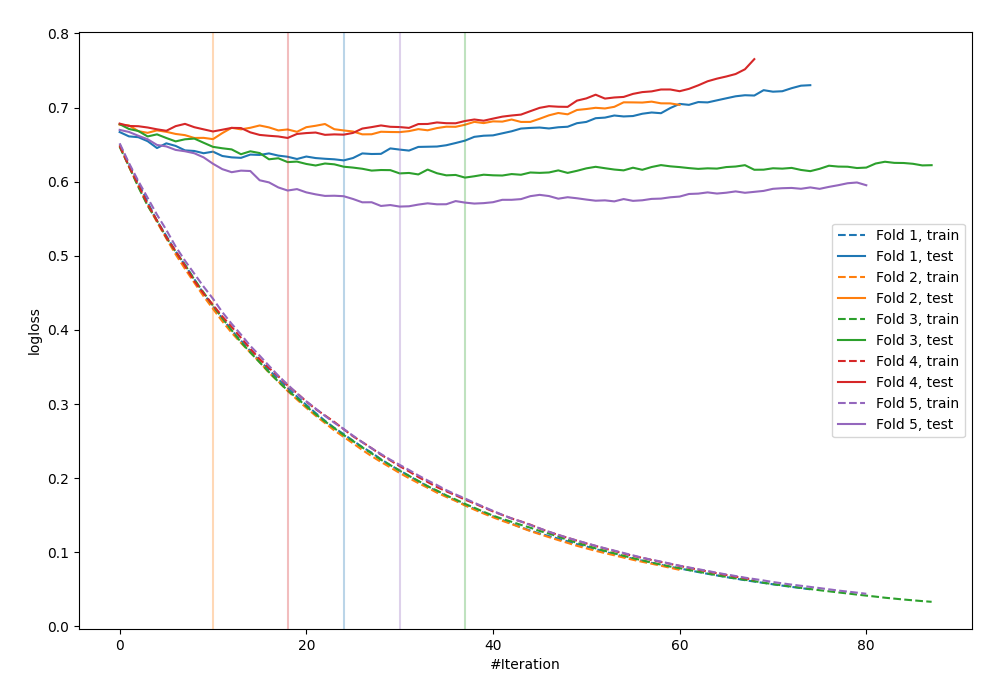 0.8
0.7
0.6
0.5
0.4
0.3
0.2
0.1
0.0
logloss
0 20 40 60 80
#Iteration
Fold 1, train
Fold 1, test
Fold 2, train
Fold 2, test
Fold 3, train
Fold 3, test
Fold 4, train
Fold 4, test
Fold 5, train
Fold 5, test